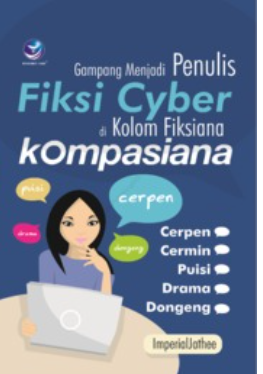 Gampang Menjadi Penulis
Fiksi Cyber
di Kolom Fiksiana
kOmpasiana
puisi
cerpen
drama
dongeng
Cerpen
Cermin
Puisi
Drama
Dongeng
ImperialJathee